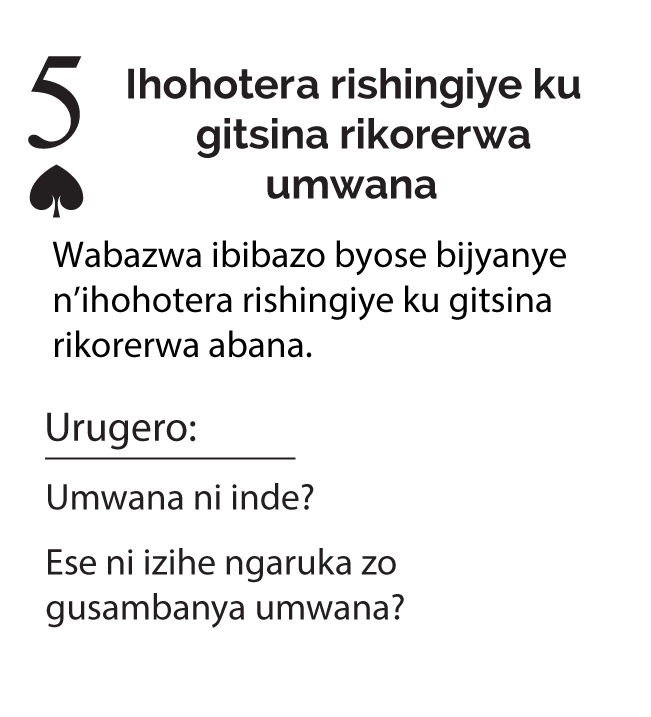 5
Ihohotera rishingiye ku
gitsina rikorerwa
umwana
Wabazwa ibibazo byose bijyanye
n’ihohotera rishingiye ku gitsina
rikorerwa abana.
Urugero:
Umwana ni inde?
Ese ni izihe ngaruka zo
gusambanya umwana?